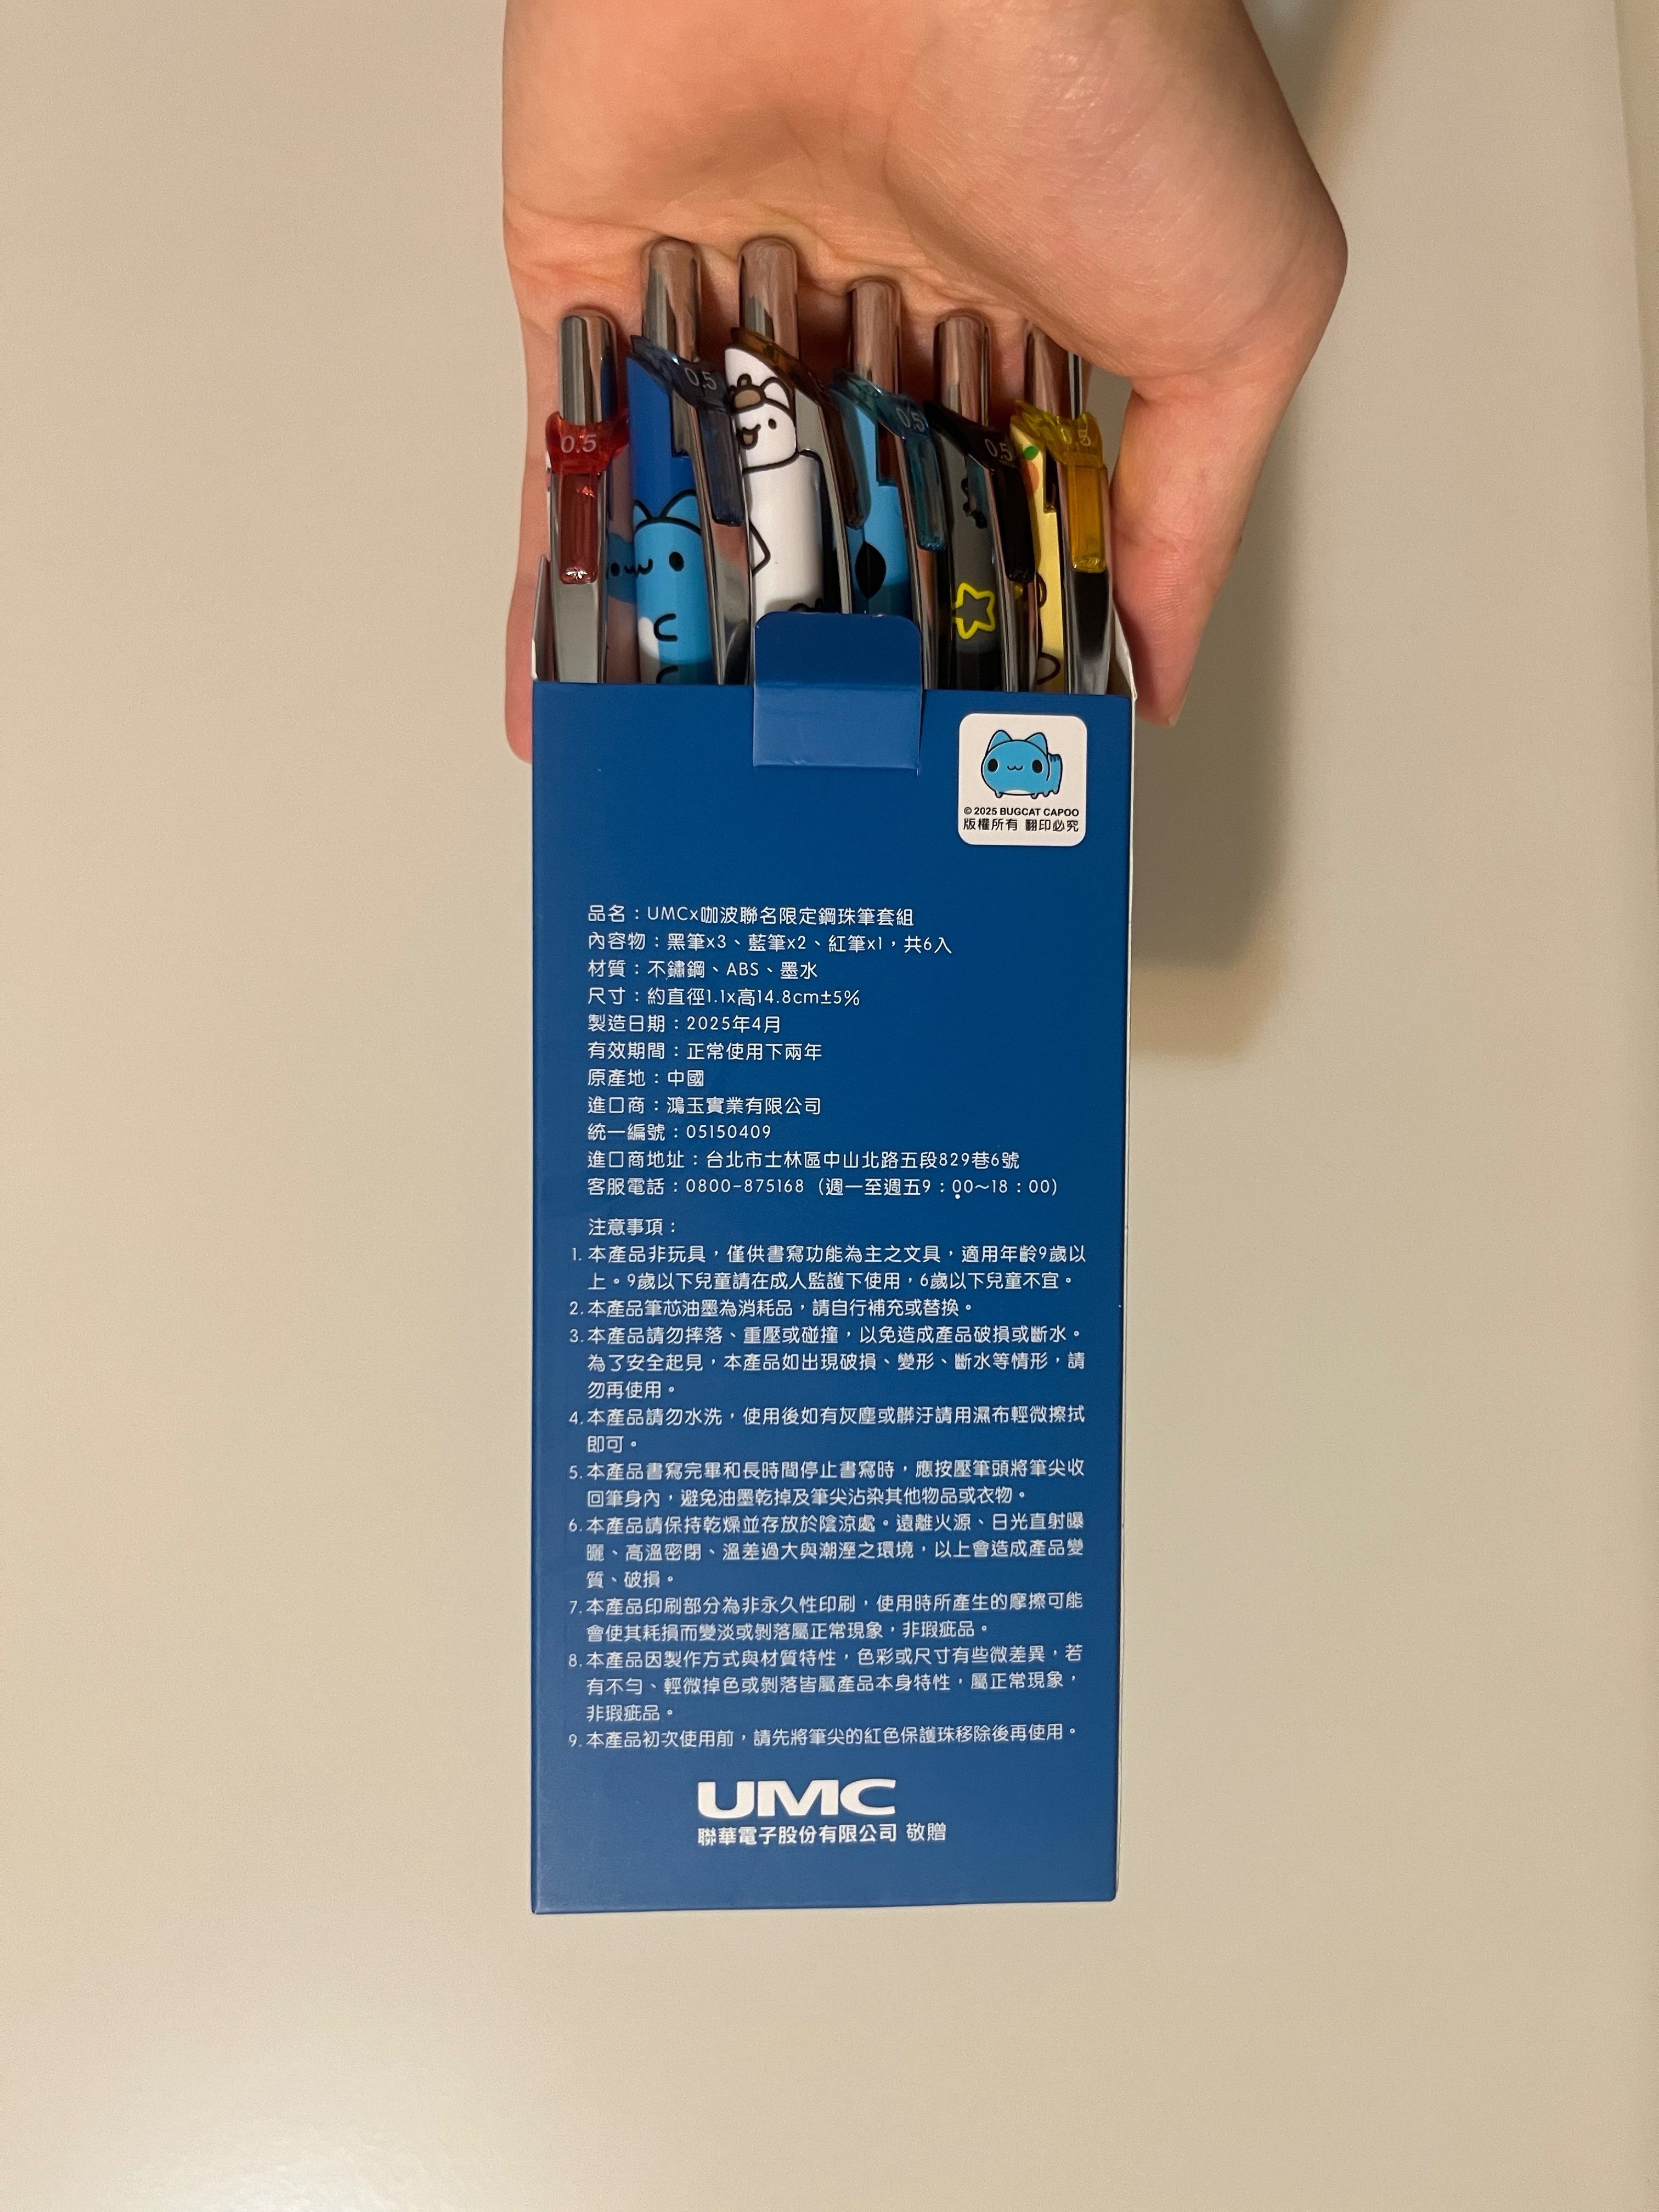 0.5
0.5
0.5
0.5
.5
© 2025 BUGCAT CAPOO
版權所有 翻印必究
品名：UMCx咖波聯名限定鋼珠筆套組
內容物：黑筆x3、藍筆x2、紅筆x1，共6入
材質：不鏽鋼、ABS、墨水
尺寸：約直徑1.1x高14.8cm±5%
製造日期：2025年4月
有效期間：正常使用下兩年
原產地：中國
進口商：鴻玉實業有限公司
統一編號：05150409
進口商地址：台北市士林區中山北路五段829巷6號
客服電話：0800-875168（週一至週五9：00~18：00）
注意事項：
1. 本產品非玩具，僅供書寫功能為主之文具，適用年齡9歲以
上。9歲以下兒童請在成人監護下使用，6歲以下兒童不宜。
2. 本產品筆芯油墨為消耗品，請自行補充或替換。
3. 本產品請勿摔落、重壓或碰撞，以免造成產品破損或斷水。
為了安全起見，本產品如出現破損、變形、斷水等情形，請
勿再使用。
4. 本產品請勿水洗，使用後如有灰塵或髒汙請用濕布輕微擦拭
即可。
5. 本產品書寫完畢和長時間停止書寫時，應按壓筆頭將筆尖收
回筆身內，避免油墨乾掉及筆尖沾染其他物品或衣物。
6. 本產品請保持乾燥並存放於陰涼處。遠離火源、日光直射曝
曬、高溫密閉、溫差過大與潮溼之環境，以上會造成產品變
質、破損。
7. 本產品印刷部分為非永久性印刷，使用時所產生的摩擦可能
會使其耗損而變淡或剝落屬正常現象，非瑕疵品。
8. 本產品因製作方式與材質特性，色彩或尺寸有些微差異，若
有不勻、輕微掉色或剝落皆屬產品本身特性，屬正常現象，
非瑕疵品。
9. 本產品初次使用前，請先將筆尖的紅色保護珠移除後再使用。
UMC
聯華電子股份有限公司 敬贈